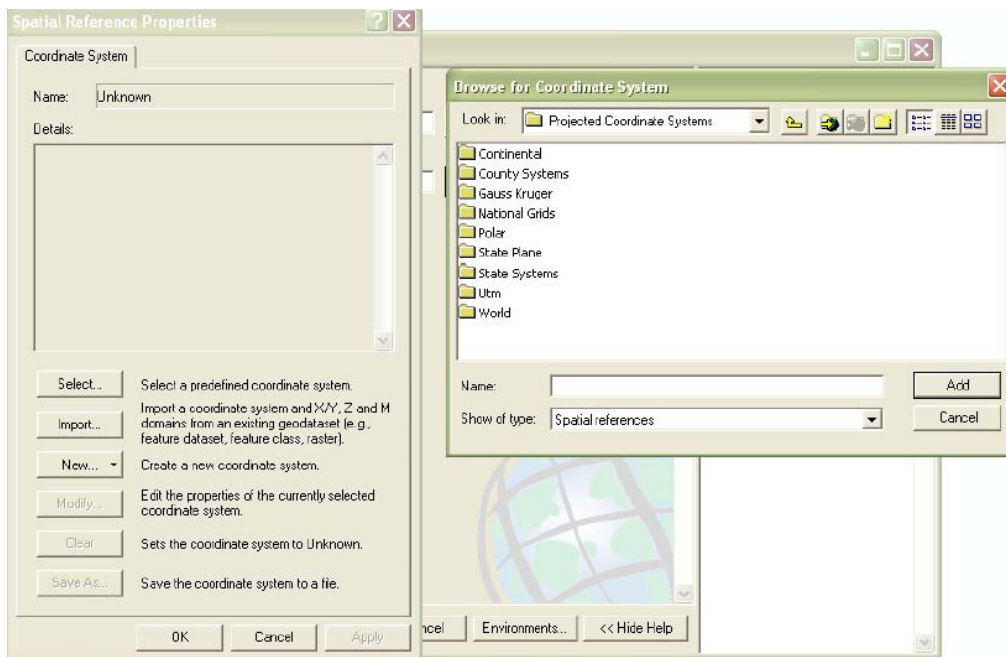 Spatial Reference Properties
Coordinate System
Name: Unknown
Details:
Select... Select a predefined coordinate system.
Import... Import a coordinate system and X/Y, Z and M
domains from an existing geodataset (e.g.,
feature dataset, feature class, raster).
New... Create a new coordinate system.
Modify... Edit the properties of the currently selected
coordinate system.
Clear Sets the coordinate system to Unknown.
Save As... Save the coordinate system to a file.
OK Cancel Apply
Browse for Coordinate System
Look in: Projected Coordinate Systems
Continental
County Systems
Gauss Kruger
National Grids
Polar
State Plane
State Systems
Utm
World
Name: Add
Show of type: Spatial references Cancel
ncel Environments... << Hide Help